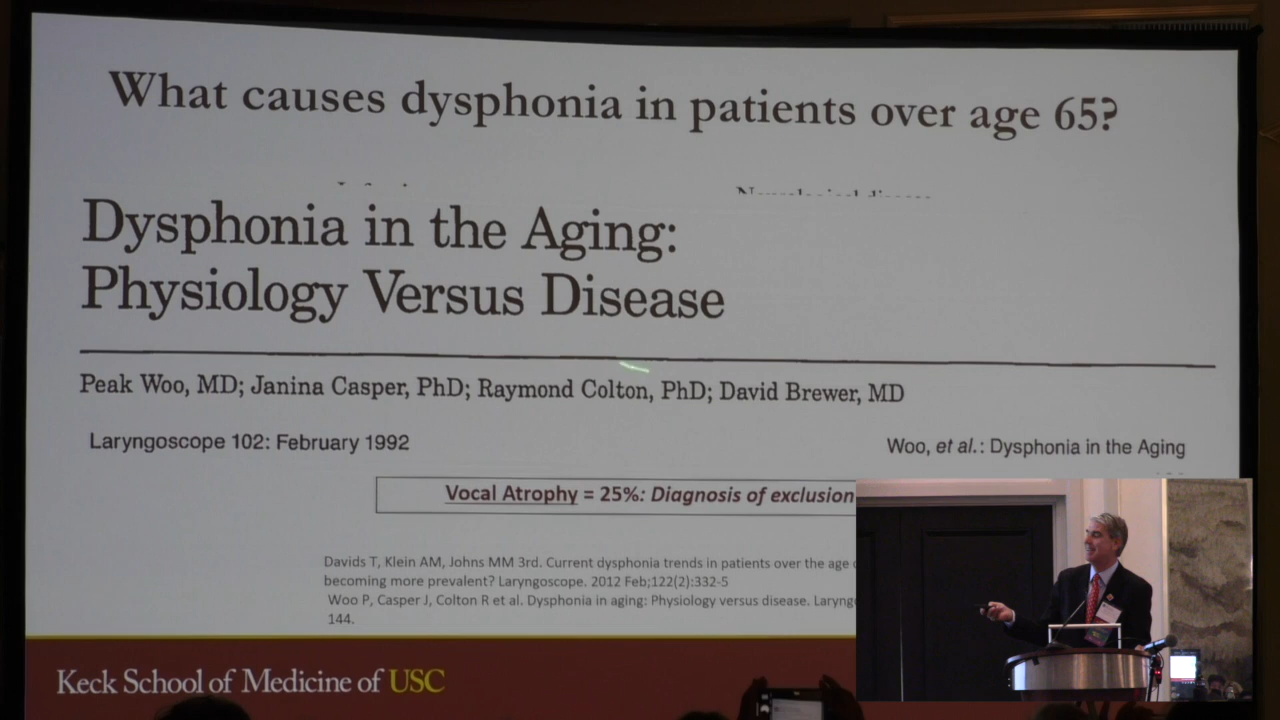 What causes dysphonia in patients over age 65?
Dysphonia in the Aging:
Physiology Versus Disease
Peak Woo, MD; Janina Casper, PhD; Raymond Colton, PhD; David Brewer, MD
Laryngoscope 102: February 1992
Woo, et al.: Dysphonia in the Aging
Vocal Atrophy = 25%: Diagnosis of exclusion
Davids T, Klein AM, Johns MM 3rd. Current dysphonia trends in patients over the age
becoming more prevalent? Laryngoscope. 2012 Feb;122(2):332-5
Woo P, Casper J, Colton R et al. Dysphonia in aging: Physiology versus disease.
144.
Keck School of Medicine of USC